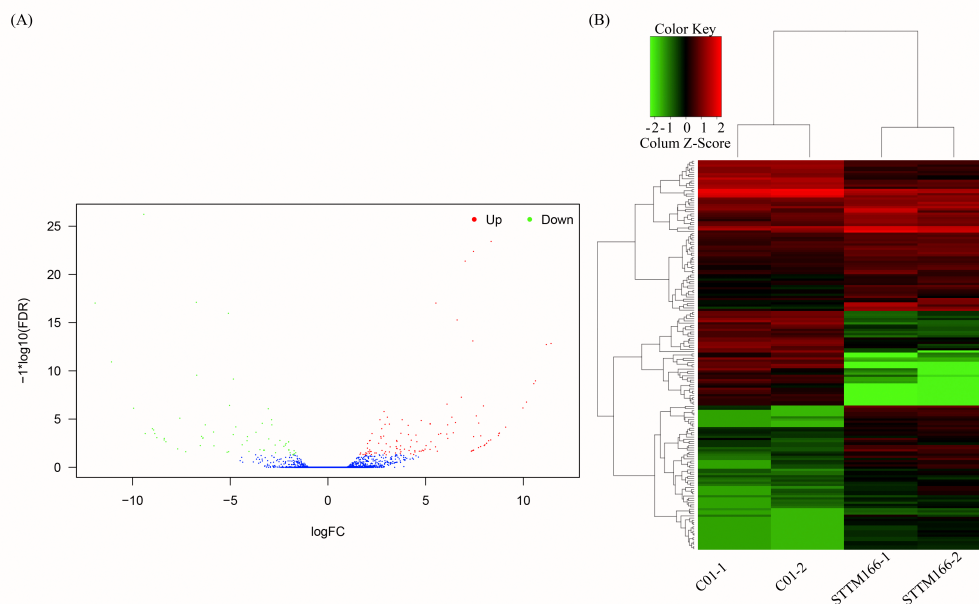 (A)
Up
Down
25
20
15
10
5
0
−1*log10(FDR)
−10
−5
0
5
10
logFC
(B)
Color Key
-2 -1 0 1 2
Colum Z-Score
C01-1
C01-2
STTM166-1
STTM166-2